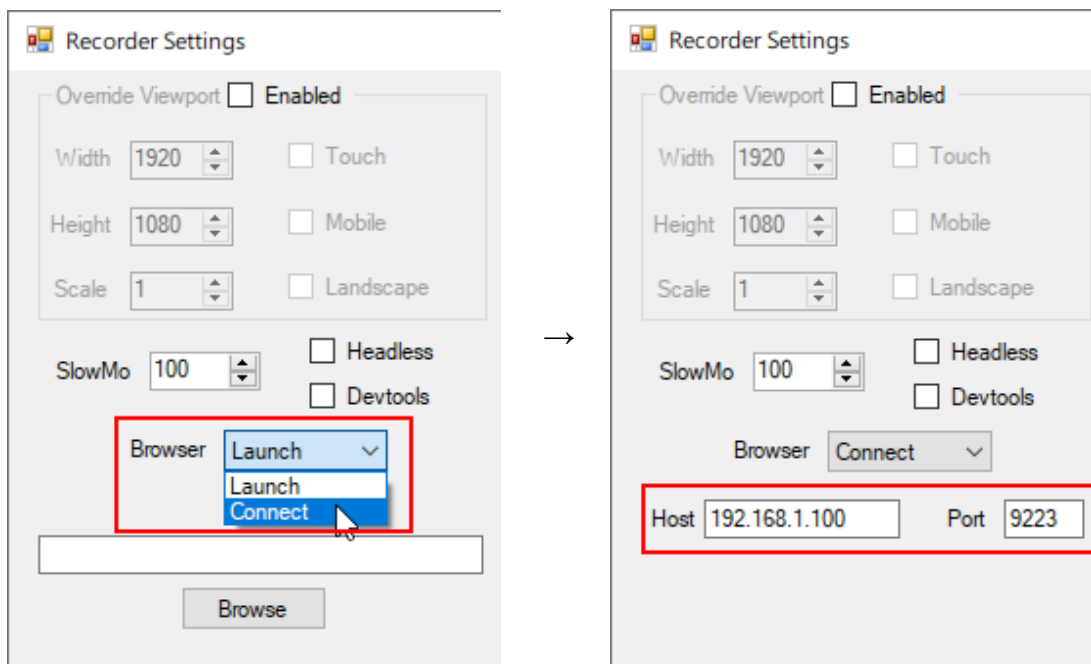 Recorder Settings
Override Viewport Enabled
Width 1920 Touch
Height 1080 Mobile
Scale 1 Landscape
SlowMo 100 Headless
Devtools
Browser Launch
Launch
Connect
Browse
→
Recorder Settings
Override Viewport Enabled
Width 1920 Touch
Height 1080 Mobile
Scale 1 Landscape
SlowMo 100 Headless
Devtools
Browser Connect
Host 192.168.1.100 Port 9223